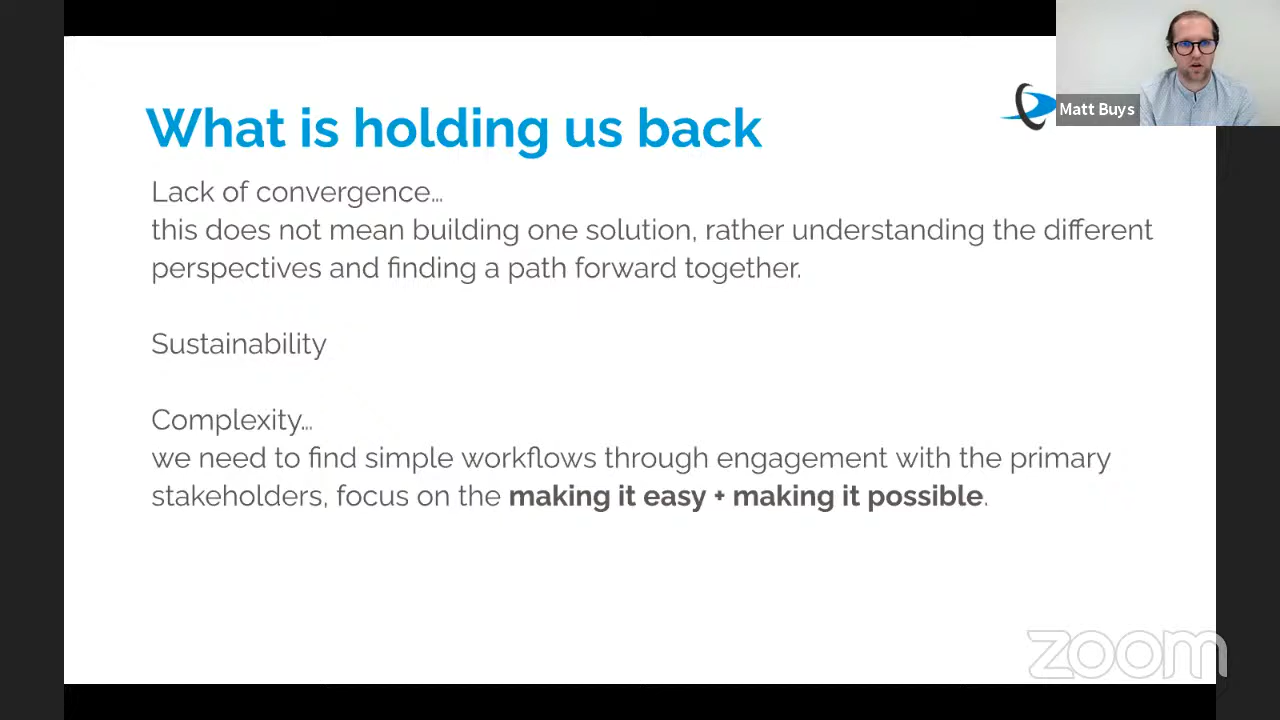 What is holding us back
Matt Buys
Lack of convergence...
this does not mean building one solution, rather understanding the different
perspectives and finding a path forward together.
Sustainability
Complexity...
we need to find simple workflows through engagement with the primary
stakeholders, focus on the making it easy + making it possible.
zoom